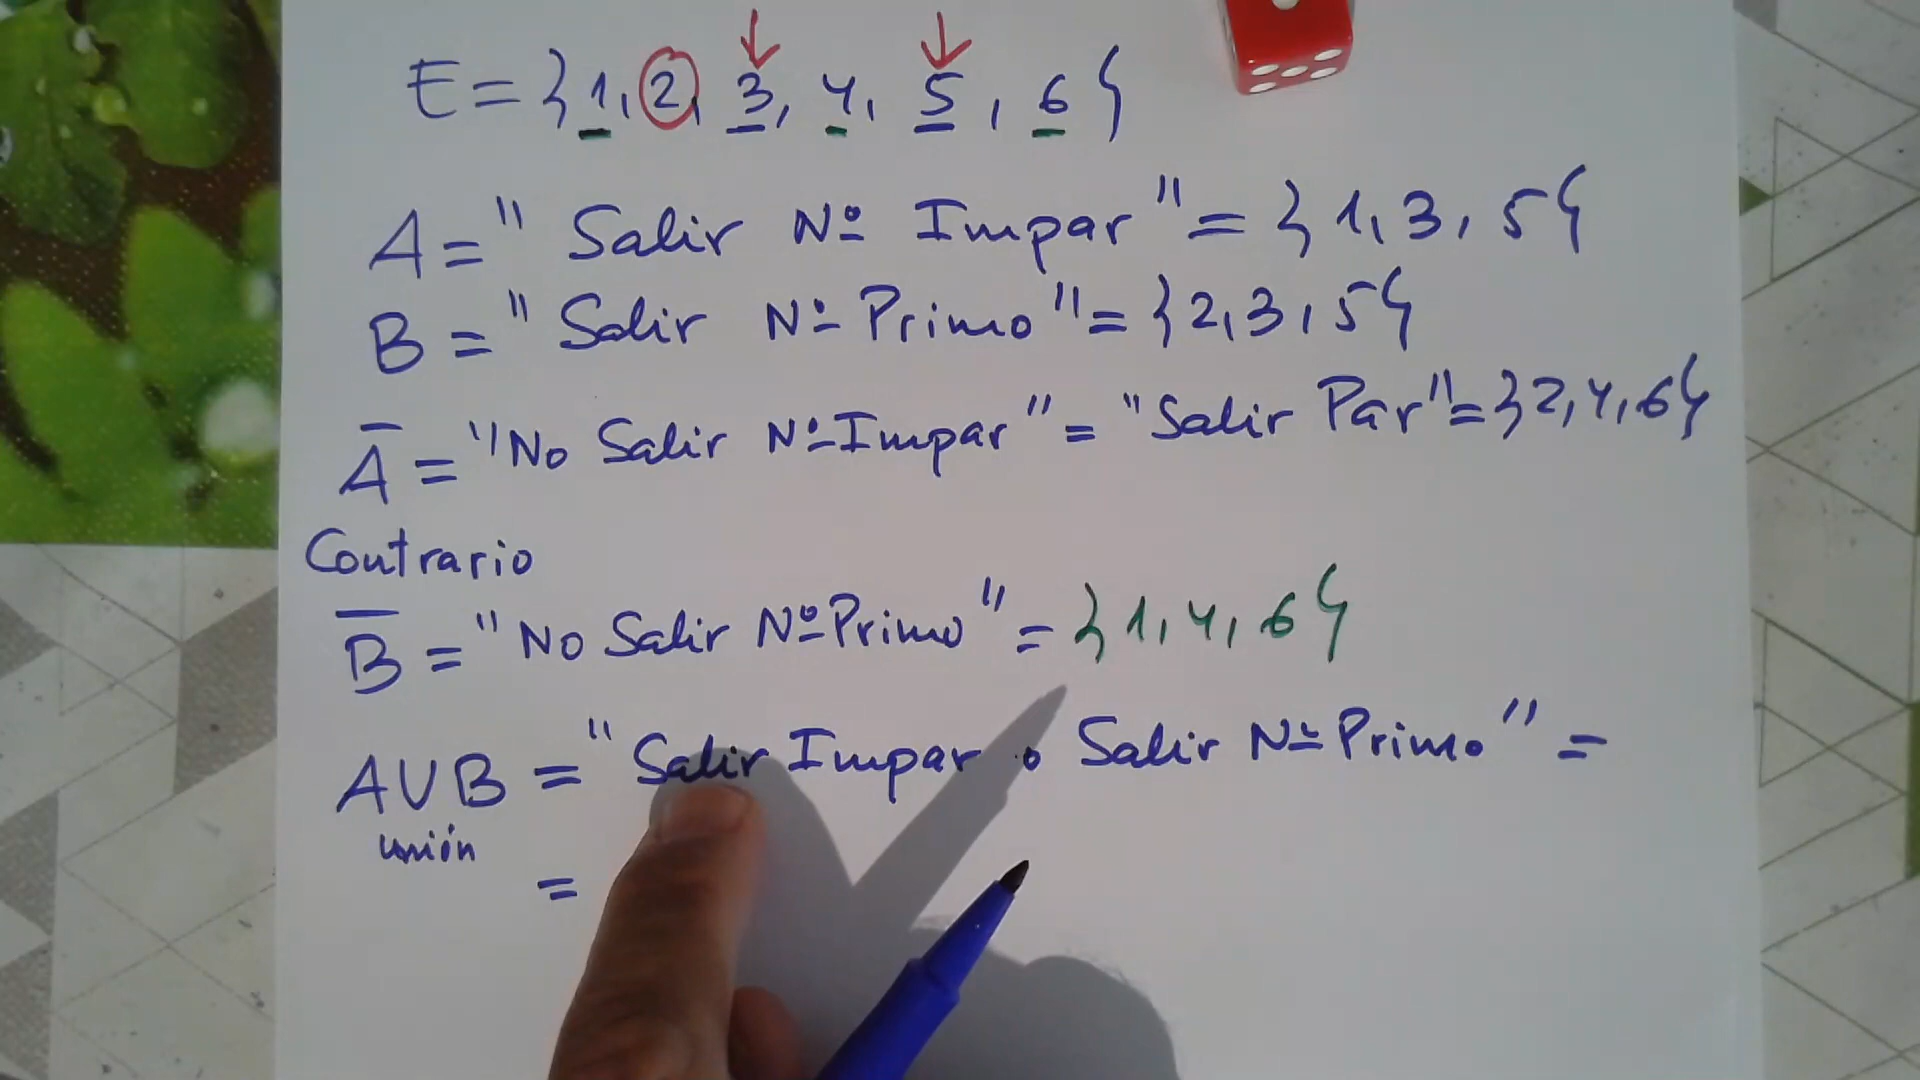 E = {1, 2, 3, 4, 5, 6}
A = " Salir Nº Impar " = {1, 3, 5}
B = " Salir Nº Primo " = {2, 3, 5}
A̅ = "No Salir Nº Impar" = "Salir Par" = {2, 4, 6}
Contrario
B̅ = "No Salir Nº Primo" = {1, 4, 6}
A∪B = "Salir Impar o Salir Nº Primo" =
unión
=